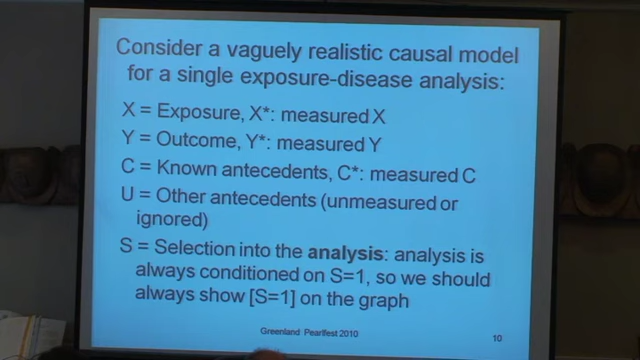 Consider a vaguely realistic causal model
for a single exposure-disease analysis:
X = Exposure, X*: measured X
Y = Outcome, Y*: measured Y
C = Known antecedents, C*: measured C
U = Other antecedents (unmeasured or
ignored)
S = Selection into the analysis: analysis is
always conditioned on S=1, so we should
always show [S=1] on the graph
Greenland Pearlfest 2010
10